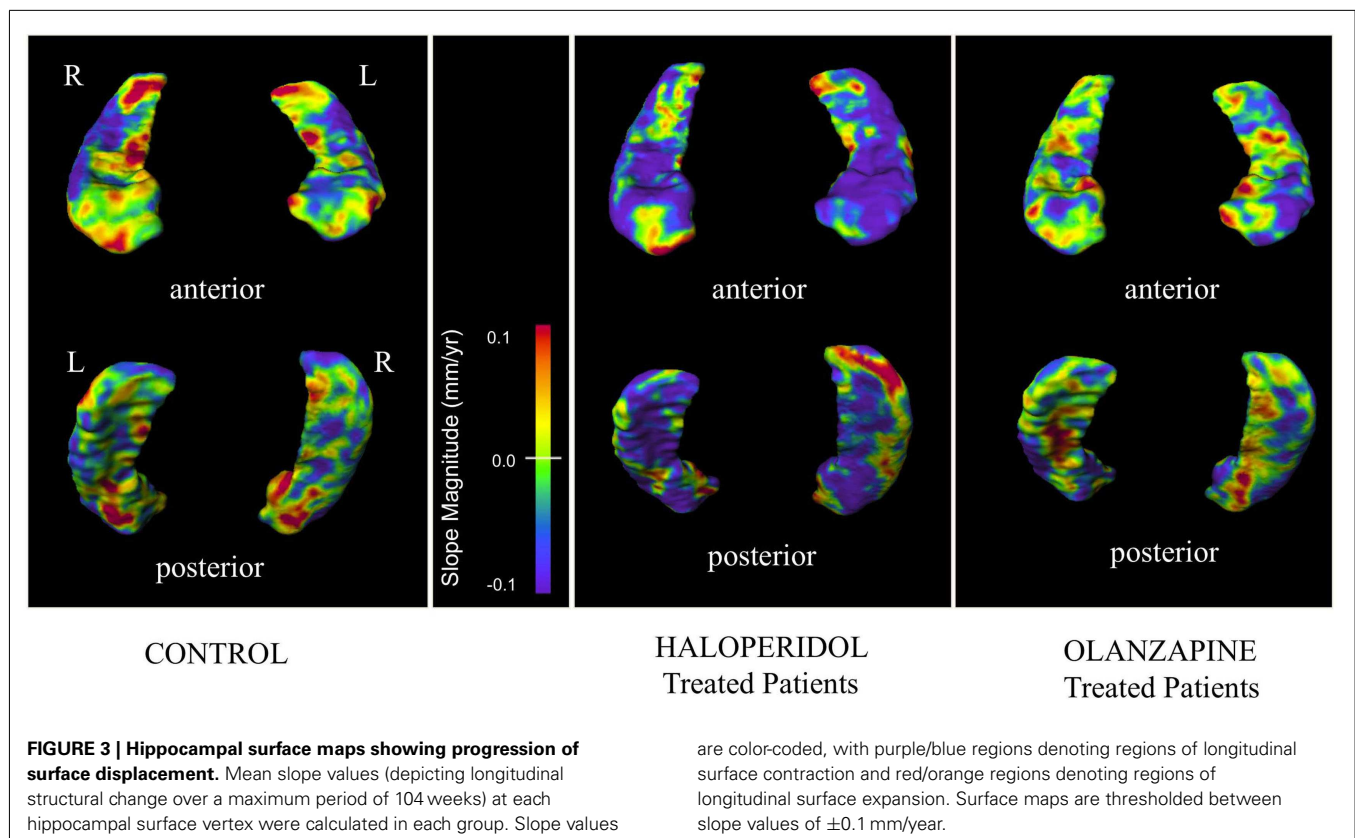 R
L
anterior
L
R
posterior
CONTROL
Slope Magnitude (mm/yr)
0.1
0.0
-0.1
anterior
posterior
HALOPERIDOL
Treated Patients
anterior
posterior
OLANZAPINE
Treated Patients
FIGURE 3 | Hippocampal surface maps showing progression of
surface displacement. Mean slope values (depicting longitudinal
structural change over a maximum period of 104 weeks) at each
hippocampal surface vertex were calculated in each group. Slope values
are color-coded, with purple/blue regions denoting regions of longitudinal
surface contraction and red/orange regions denoting regions of
longitudinal surface expansion. Surface maps are thresholded between
slope values of ±0.1 mm/year.